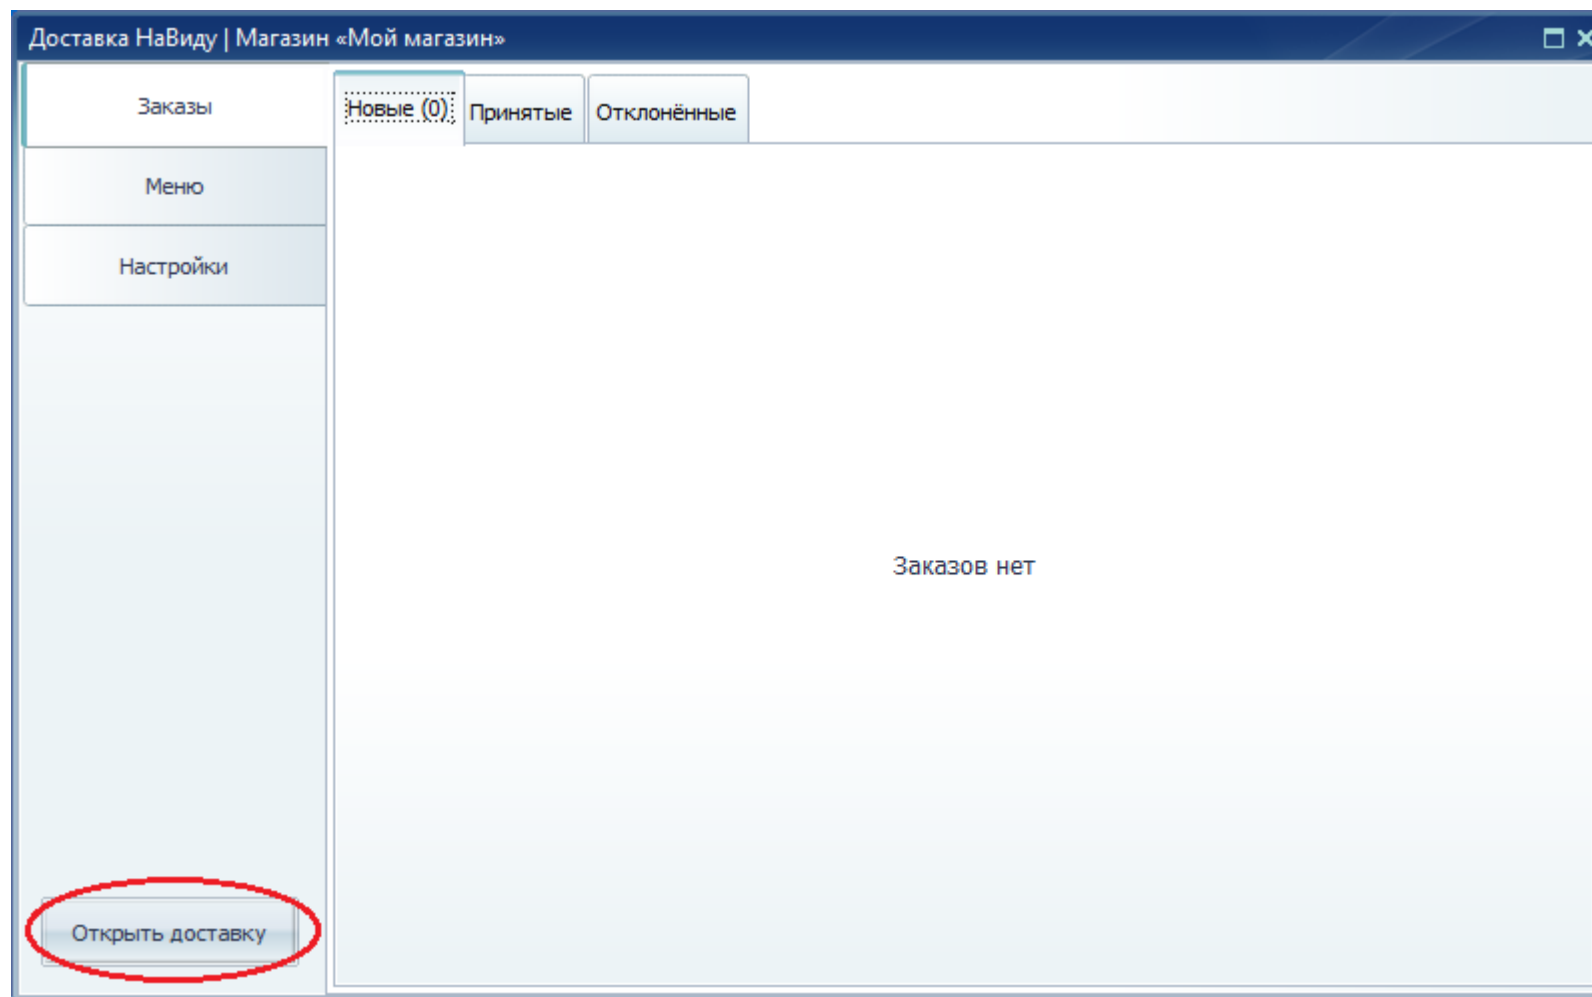 Доставка НаВиду | Магазин «Мой магазин»
Заказы
Новые (0)
Принятые
Отклонённые
Меню
Настройки
Заказов нет
Открыть доставку